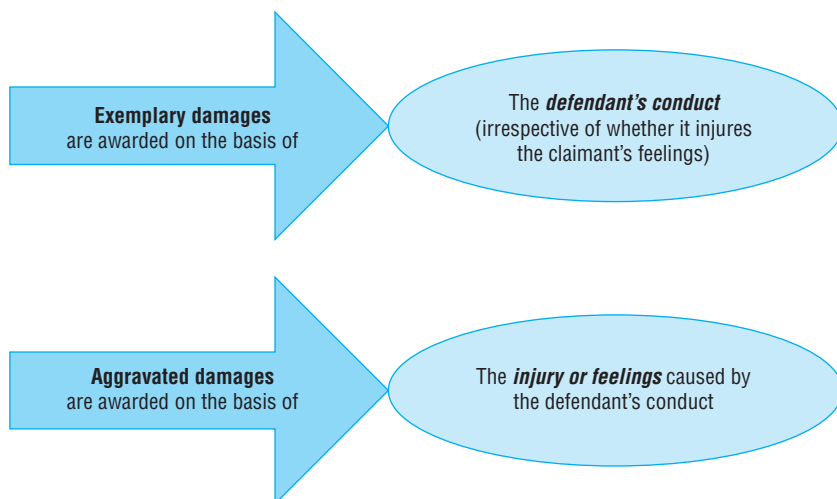 Exemplary damages
are awarded on the basis of
The defendant's conduct
(irrespective of whether it injures
the claimant's feelings)
Aggravated damages
are awarded on the basis of
The injury or feelings caused by
the defendant's conduct